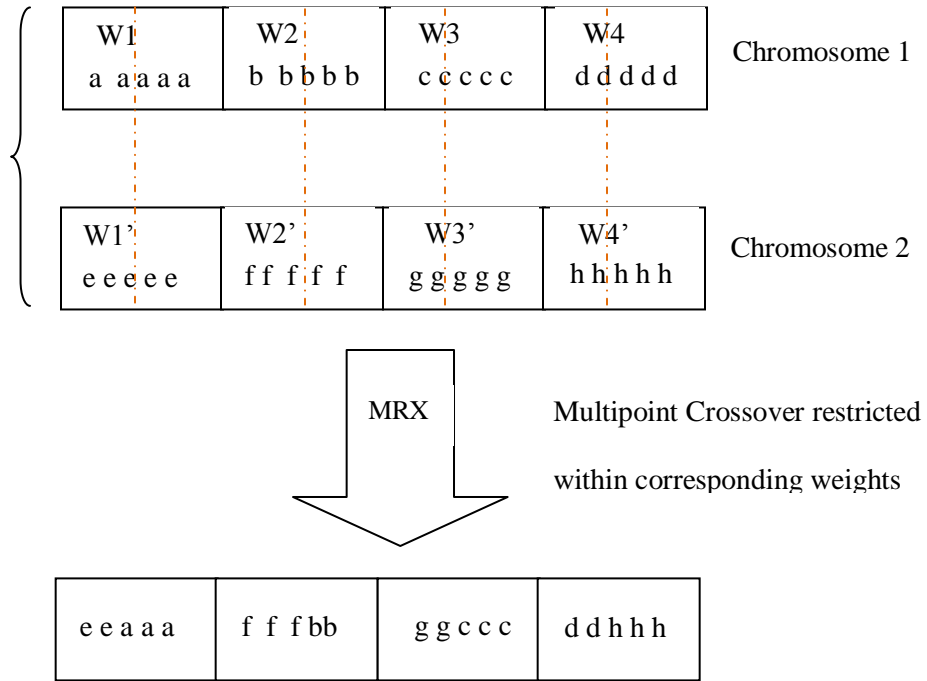 W1 W2 W3 W4
a a a a a b b b b b c c c c c d d d d d
Chromosome 1
W1’ W2’ W3’ W4’
e e e e e f f f f f g g g g g h h h h h
Chromosome 2
MRX
Multipoint Crossover restricted
within corresponding weights
e e a a a f f f bb g g c c c d d h h h